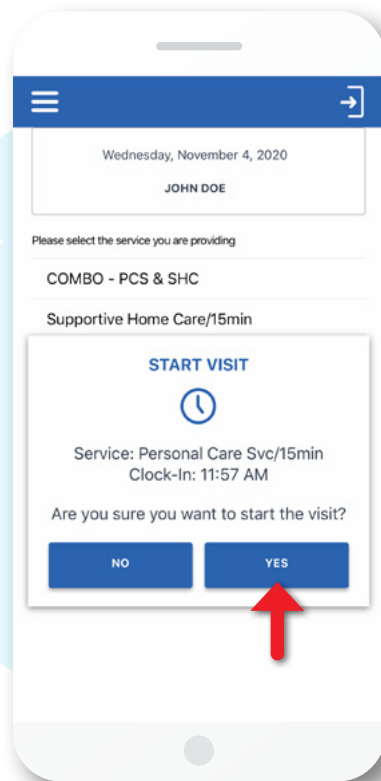 Wednesday, November 4, 2020
JOHN DOE
Please select the service you are providing
COMBO - PCS & SHC
Supportive Home Care/15min
START VISIT
Service: Personal Care Svc/15min
Clock-In: 11:57 AM
Are you sure you want to start the visit?
NO
YES